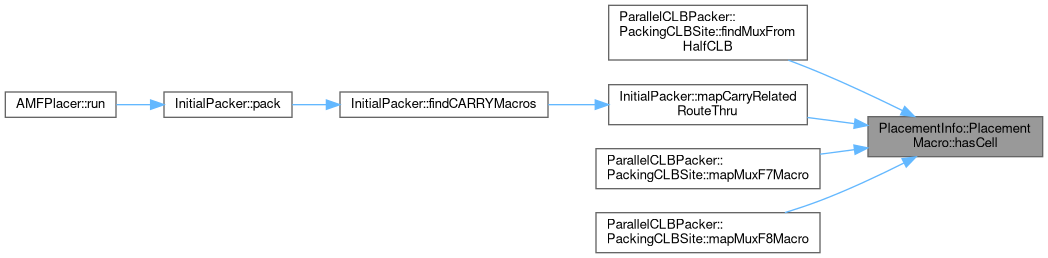 AMFPlacer::run
InitialPacker::pack
InitialPacker::findCARRYMacros
ParallelCLBPacker::
PackingCLBSite::findMuxFrom
HalfCLB
InitialPacker::mapCarryRelated
RouteThru
ParallelCLBPacker::
PackingCLBSite::mapMuxF7Macro
ParallelCLBPacker::
PackingCLBSite::mapMuxF8Macro
PlacementInfo::Placement
Macro::hasCell